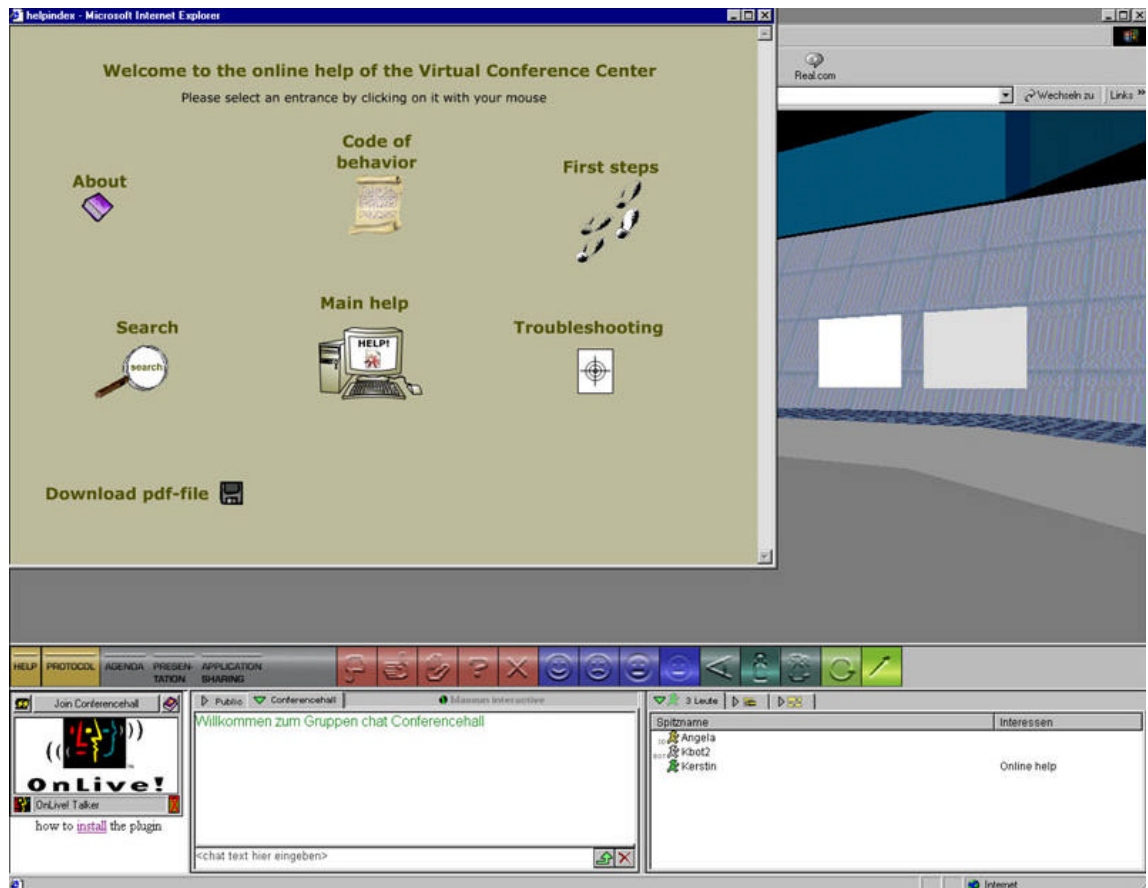 helpindex - Microsoft Internet Explorer
Real.com
Wechseln zu
Links
Welcome to the online help of the Virtual Conference Center
Please select an entrance by clicking on it with your mouse
About
Code of
behavior
First steps
Search
search
Main help
HELP!
Troubleshooting
Download pdf-file
HELP
PROTOCOL
AGENDA
PRESEN-
TATION
APPLICATION
SHARING
Join Conferencehall
OnLive!
OnLive! Talker
how to install the plugin
Public
Conferencehall
blaxxun interactive
Willkommen zum Gruppen chat Conferencehall
<chat text hier eingeben>
3 Leute
Spitzname
Interessen
Angela
Kbot2
Kerstin
Online help
Internet